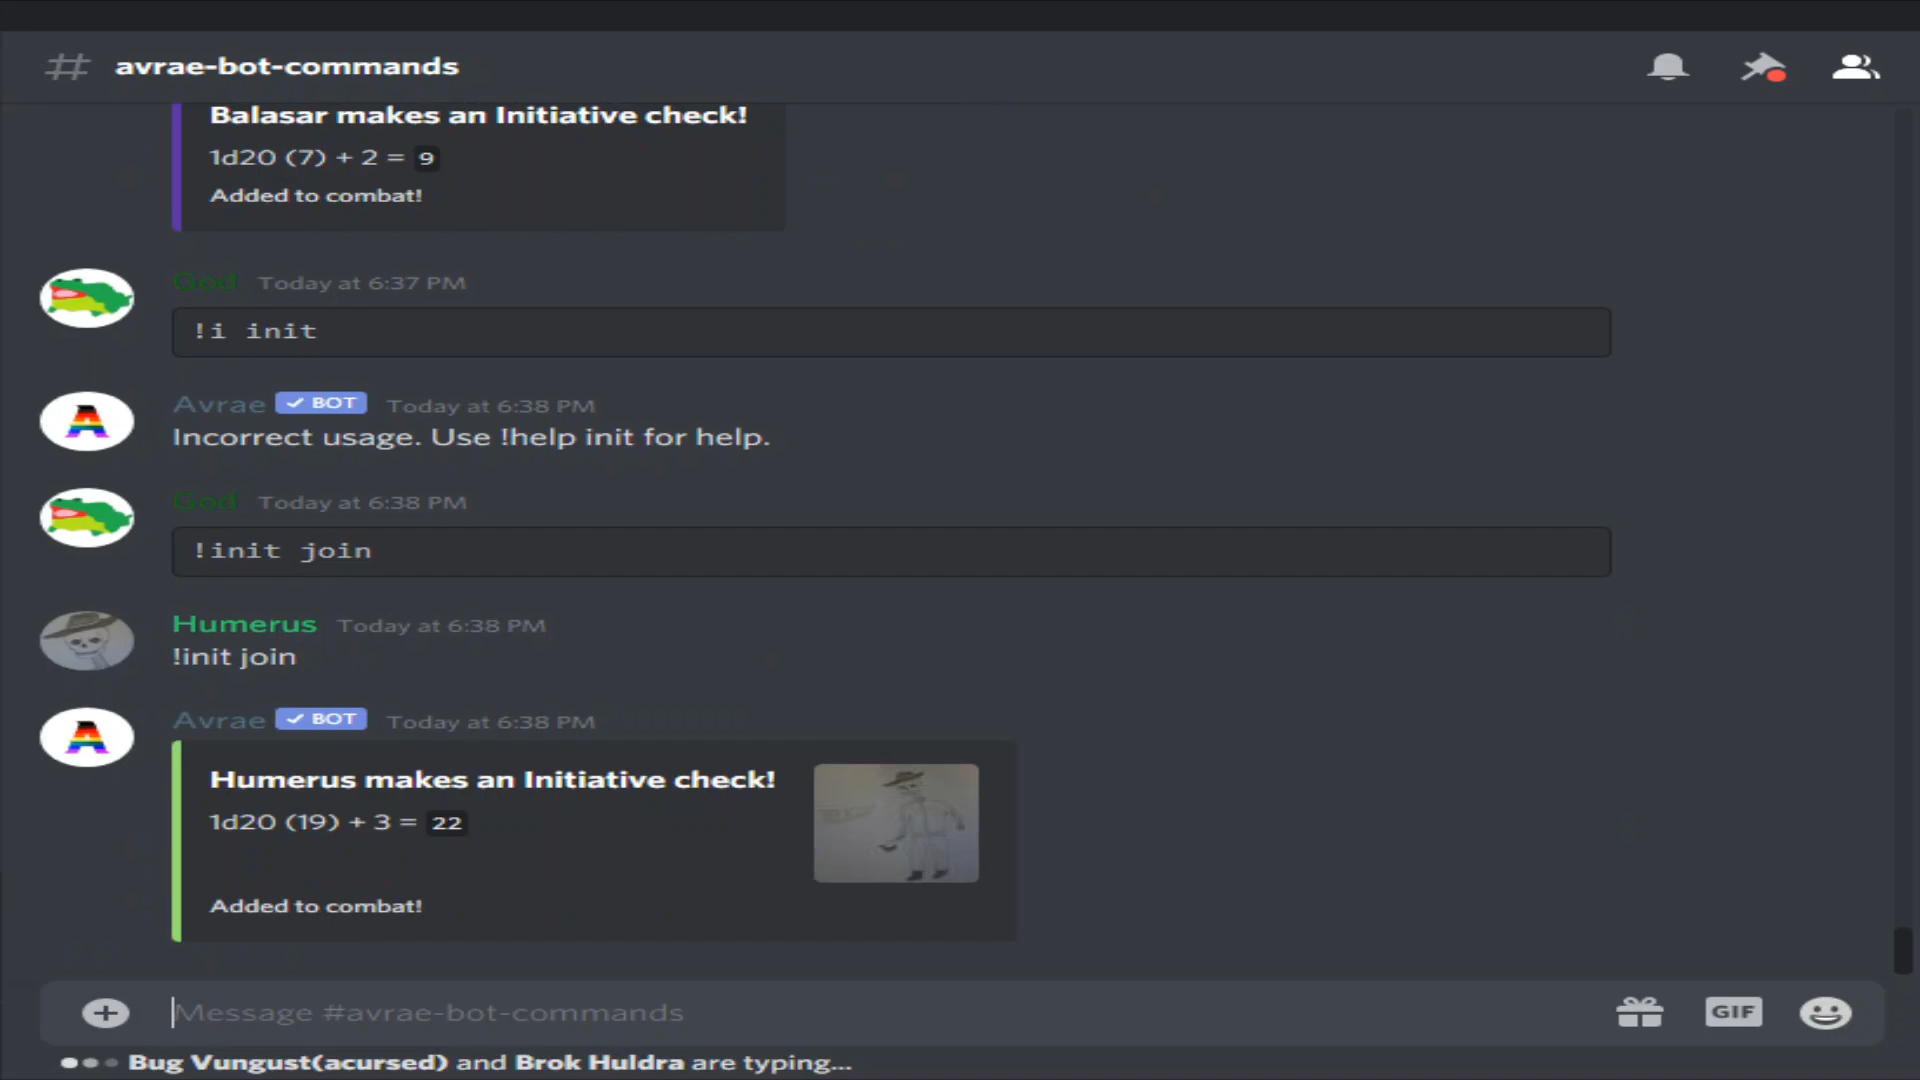 avrae-bot-commands
Balasar makes an Initiative check!
1d20 (7) + 2 = 9
Added to combat!
God Today at 6:37 PM
!i init
Avrae BOT Today at 6:38 PM
Incorrect usage. Use !help init for help.
God Today at 6:38 PM
!init join
Humerus Today at 6:38 PM
!init join
Avrae BOT Today at 6:38 PM
Humerus makes an Initiative check!
1d20 (19) + 3 = 22
Added to combat!
Message #avrae-bot-commands
GIF
Bug Vungust(acursed) and Brok Huldra are typing...